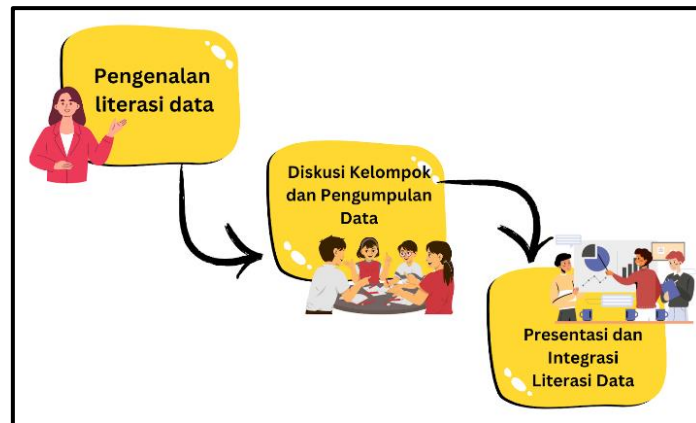 Pengenalan
literasi data
Diskusi Kelompok
dan Pengumpulan
Data
Presentasi dan
Integrasi
Literasi Data